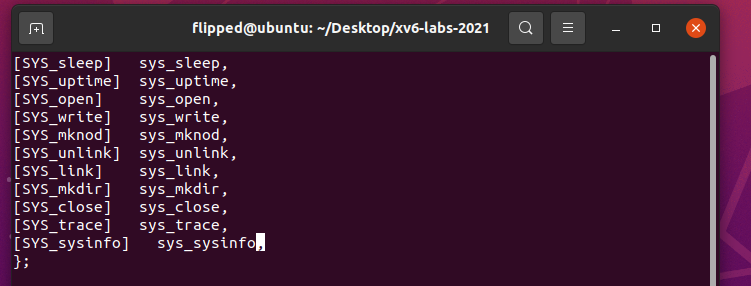 flipped@ubuntu: ~/Desktop/xv6-labs-2021
[SYS_sleep]   sys_sleep,
[SYS_uptime]  sys_uptime,
[SYS_open]    sys_open,
[SYS_write]   sys_write,
[SYS_mknod]   sys_mknod,
[SYS_unlink]  sys_unlink,
[SYS_link]    sys_link,
[SYS_mkdir]   sys_mkdir,
[SYS_close]   sys_close,
[SYS_trace]   sys_trace,
[SYS_sysinfo]   sys_sysinfo,
};